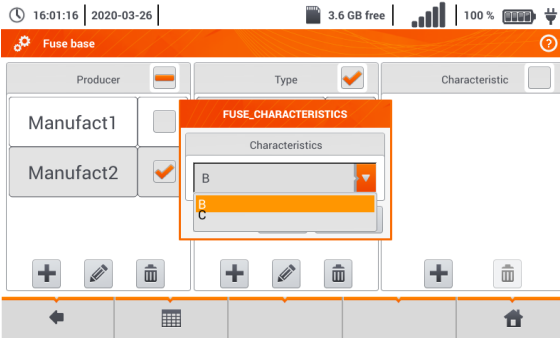 16:01:16 2020-03-26 3.6 GB free 100 %
Fuse base
Producer Type Characteristic
Manufact1
Manufact2
FUSE_CHARACTERISTICS
Characteristics
B
B
C